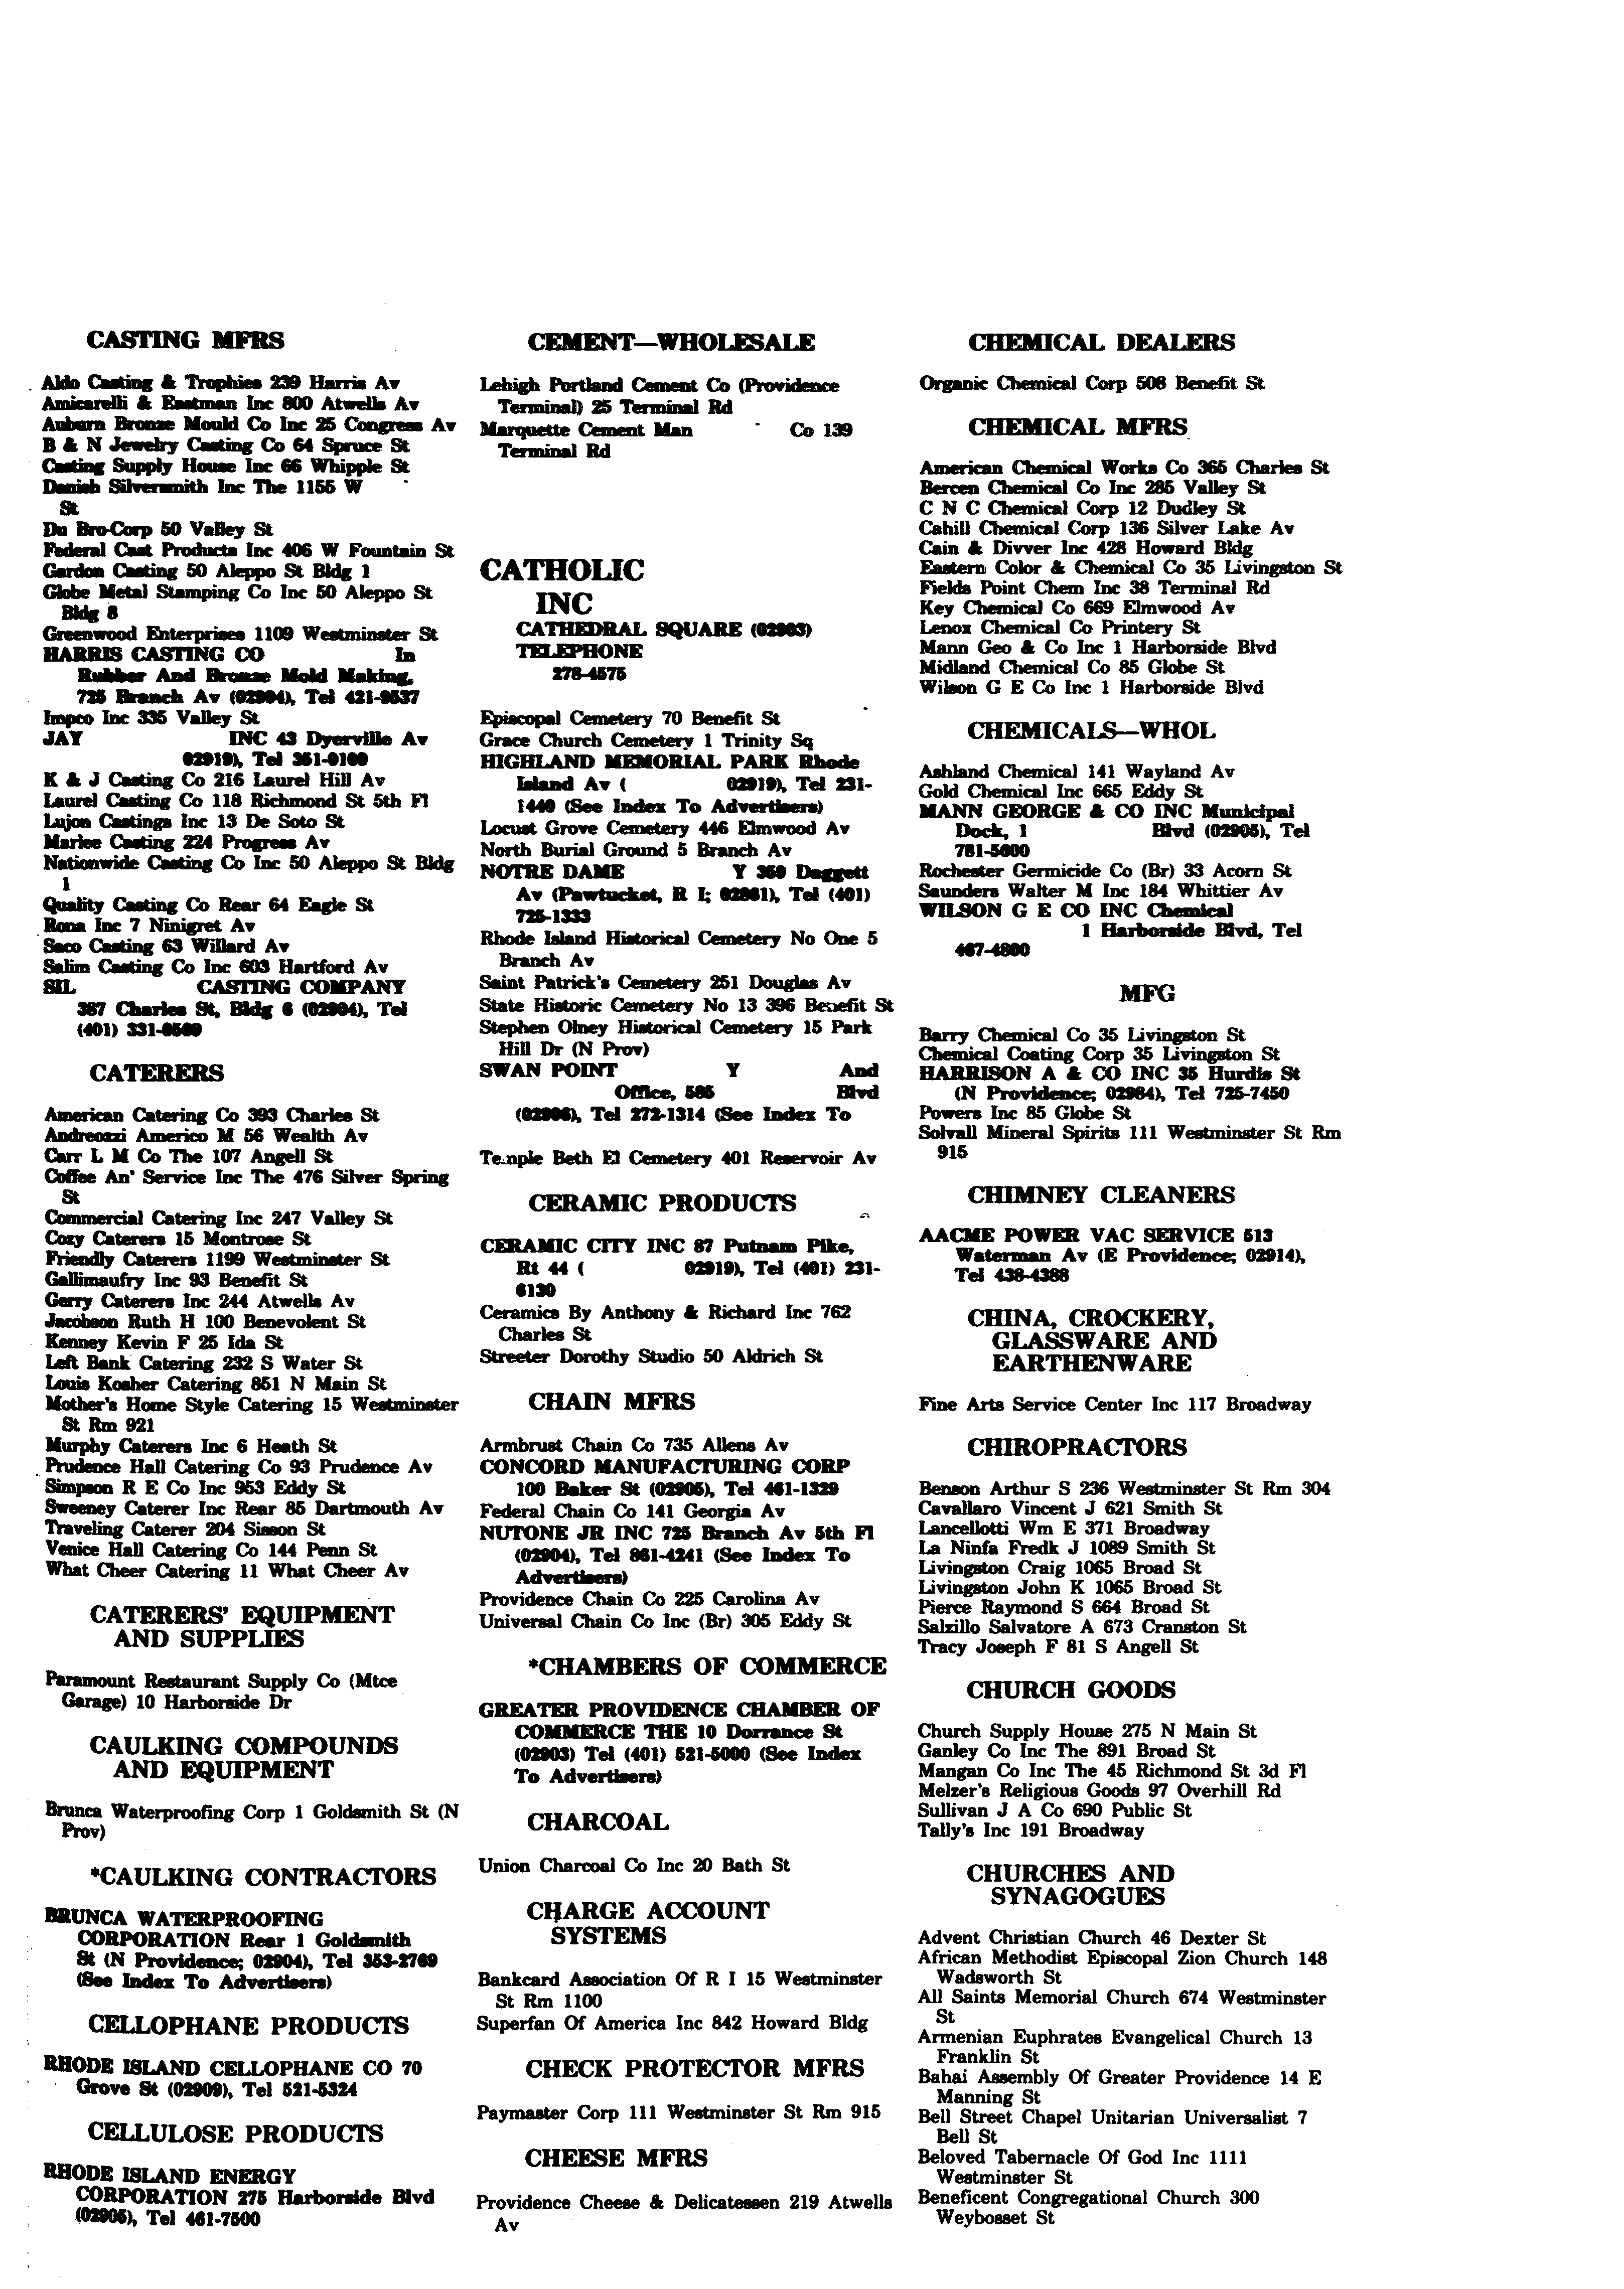 CASTING MFRS
Aldo Casting & Trophies 239 Harris Av
Amicarelli & Eastman Inc 800 Atwells Av
Auburn Bronze Mould Co Inc 25 Congress Av
B & N Jewelry Casting Co 64 Spruce St
Casting Supply House Inc 66 Whipple St
Danish Silversmith Inc The 1155 W
St
Du Bro-Corp 50 Valley St
Federal Cast Products Inc 406 W Fountain St
Gardon Casting 50 Aleppo St Bldg 1
Globe Metal Stamping Co Inc 50 Aleppo St
Bldg 8
Greenwood Enterprises 1109 Westminster St
HARRIS CASTING CO In
Rubber And Bronze Mold Making,
725 Branch Av (02904), Tel 421-9537
Impco Inc 335 Valley St
JAY INC 43 Dyerville Av
02919), Tel 351-0100
K & J Casting Co 216 Laurel Hill Av
Laurel Casting Co 118 Richmond St 5th Fl
Lujon Castings Inc 13 De Soto St
Marlee Casting 224 Progress Av
Nationwide Casting Co Inc 50 Aleppo St Bldg
1
Quality Casting Co Rear 64 Eagle St
Rona Inc 7 Ninigret Av
Saco Casting 63 Willard Av
Salim Casting Co Inc 603 Hartford Av
SIL CASTING COMPANY
387 Charles St, Bldg 6 (02904), Tel
(401) 331-0569
CATERERS
American Catering Co 393 Charles St
Andreozzi Americo M 56 Wealth Av
Carr L M Co The 107 Angell St
Coffee An' Service Inc The 476 Silver Spring
St
Commercial Catering Inc 247 Valley St
Cozy Caterers 15 Montrose St
Friendly Caterers 1199 Westminster St
Gallimaufry Inc 93 Benefit St
Gerry Caterers Inc 244 Atwells Av
Jacobson Ruth H 100 Benevolent St
Kenney Kevin F 25 Ida St
Left Bank Catering 232 S Water St
Louis Kosher Catering 851 N Main St
Mother's Home Style Catering 15 Westminster
St Rm 921
Murphy Caterers Inc 6 Heath St
Prudence Hall Catering Co 93 Prudence Av
Simpson R E Co Inc 953 Eddy St
Sweeney Caterer Inc Rear 85 Dartmouth Av
Traveling Caterer 204 Sisson St
Venice Hall Catering Co 144 Penn St
What Cheer Catering 11 What Cheer Av
CATERERS' EQUIPMENT
AND SUPPLIES
Paramount Restaurant Supply Co (Mtce
Garage) 10 Harborside Dr
CAULKING COMPOUNDS
AND EQUIPMENT
Brunca Waterproofing Corp 1 Goldsmith St (N
Prov)
*CAULKING CONTRACTORS
BRUNCA WATERPROOFING
CORPORATION Rear 1 Goldsmith
St (N Providence; 02904), Tel 353-2769
(See Index To Advertisers)
CELLOPHANE PRODUCTS
RHODE ISLAND CELLOPHANE CO 70
Grove St (02909), Tel 521-5324
CELLULOSE PRODUCTS
RHODE ISLAND ENERGY
CORPORATION 275 Harborside Blvd
(02905), Tel 461-7500
CEMENT—WHOLESALE
Lehigh Portland Cement Co (Providence
Terminal) 25 Terminal Rd
Marquette Cement Man Co 139
Terminal Rd
CATHOLIC
INC
CATHEDRAL SQUARE (02903)
TELEPHONE
278-4575
Episcopal Cemetery 70 Benefit St
Grace Church Cemetery 1 Trinity Sq
HIGHLAND MEMORIAL PARK Rhode
Island Av ( 02919), Tel 231-
1440 (See Index To Advertisers)
Locust Grove Cemetery 446 Elmwood Av
North Burial Ground 5 Branch Av
NOTRE DAME Y 359 Daggett
Av (Pawtucket, R I; 02861), Tel (401)
725-1333
Rhode Island Historical Cemetery No One 5
Branch Av
Saint Patrick's Cemetery 251 Douglas Av
State Historic Cemetery No 13 396 Benefit St
Stephen Olney Historical Cemetery 15 Park
Hill Dr (N Prov)
SWAN POINT Y And
Office, 585 Blvd
(02906), Tel 272-1314 (See Index To
Temple Beth El Cemetery 401 Reservoir Av
CERAMIC PRODUCTS
CERAMIC CITY INC 87 Putnam Pike,
Rt 44 ( 02919), Tel (401) 231-
6130
Ceramics By Anthony & Richard Inc 762
Charles St
Streeter Dorothy Studio 50 Aldrich St
CHAIN MFRS
Armbrust Chain Co 735 Allens Av
CONCORD MANUFACTURING CORP
100 Baker St (02905), Tel 461-1329
Federal Chain Co 141 Georgia Av
NUTONE JR INC 725 Branch Av 5th Fl
(02904), Tel 861-4241 (See Index To
Advertisers)
Providence Chain Co 225 Carolina Av
Universal Chain Co Inc (Br) 305 Eddy St
*CHAMBERS OF COMMERCE
GREATER PROVIDENCE CHAMBER OF
COMMERCE THE 10 Dorrance St
(02903) Tel (401) 521-5000 (See Index
To Advertisers)
CHARCOAL
Union Charcoal Co Inc 20 Bath St
CHARGE ACCOUNT
SYSTEMS
Bankcard Association Of R I 15 Westminster
St Rm 1100
Superfan Of America Inc 842 Howard Bldg
CHECK PROTECTOR MFRS
Paymaster Corp 111 Westminster St Rm 915
CHEESE MFRS
Providence Cheese & Delicatessen 219 Atwells
Av
CHEMICAL DEALERS
Organic Chemical Corp 508 Benefit St
CHEMICAL MFRS
American Chemical Works Co 365 Charles St
Bercen Chemical Co Inc 285 Valley St
C N C Chemical Corp 12 Dudley St
Cahill Chemical Corp 136 Silver Lake Av
Cain & Divver Inc 428 Howard Bldg
Eastern Color & Chemical Co 35 Livingston St
Fields Point Chem Inc 38 Terminal Rd
Key Chemical Co 669 Elmwood Av
Lenox Chemical Co Printery St
Mann Geo & Co Inc 1 Harborside Blvd
Midland Chemical Co 85 Globe St
Wilson G E Co Inc 1 Harborside Blvd
CHEMICALS—WHOL
Ashland Chemical 141 Wayland Av
Gold Chemical Inc 665 Eddy St
MANN GEORGE & CO INC Municipal
Dock, 1 Blvd (02905), Tel
781-5600
Rochester Germicide Co (Br) 33 Acorn St
Saunders Walter M Inc 184 Whittier Av
WILSON G E CO INC Chemical
1 Harborside Blvd, Tel
467-4800
MFG
Barry Chemical Co 35 Livingston St
Chemical Coating Corp 35 Livingston St
HARRISON A & CO INC 35 Hurdis St
(N Providence; 02984), Tel 725-7450
Powers Inc 85 Globe St
Solvall Mineral Spirits 111 Westminster St Rm
915
CHIMNEY CLEANERS
AACME POWER VAC SERVICE 513
Waterman Av (E Providence; 02914),
Tel 438-4388
CHINA, CROCKERY,
GLASSWARE AND
EARTHENWARE
Fine Arts Service Center Inc 117 Broadway
CHIROPRACTORS
Benson Arthur S 236 Westminster St Rm 304
Cavallaro Vincent J 621 Smith St
Lancellotti Wm E 371 Broadway
La Ninfa Fredk J 1089 Smith St
Livingston Craig 1065 Broad St
Livingston John K 1065 Broad St
Pierce Raymond S 664 Broad St
Salzillo Salvatore A 673 Cranston St
Tracy Joseph F 81 S Angell St
CHURCH GOODS
Church Supply House 275 N Main St
Ganley Co Inc The 891 Broad St
Mangan Co Inc The 45 Richmond St 3d Fl
Melzer's Religious Goods 97 Overhill Rd
Sullivan J A Co 690 Public St
Tally's Inc 191 Broadway
CHURCHES AND
SYNAGOGUES
Advent Christian Church 46 Dexter St
African Methodist Episcopal Zion Church 148
Wadsworth St
All Saints Memorial Church 674 Westminster
St
Armenian Euphrates Evangelical Church 13
Franklin St
Bahai Assembly Of Greater Providence 14 E
Manning St
Bell Street Chapel Unitarian Universalist 7
Bell St
Beloved Tabernacle Of God Inc 1111
Westminster St
Beneficent Congregational Church 300
Weybosset St